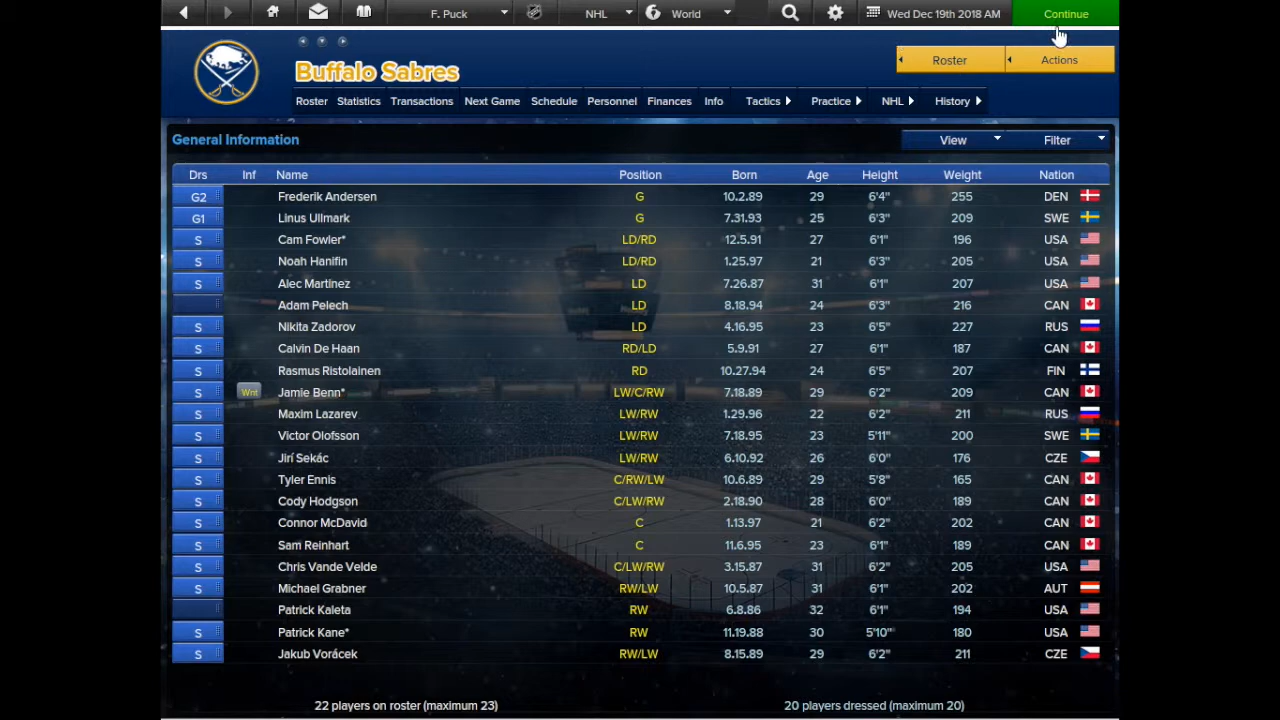 F. Puck NHL World Wed Dec 19th 2018 AM Continue
Buffalo Sabres
Roster Actions
Roster Statistics Transactions Next Game Schedule Personnel Finances Info Tactics Practice NHL History
General Information View Filter
Drs Inf Name Position Born Age Height Weight Nation
G2 Frederik Andersen G 10.2.89 29 6'4" 255 DEN
G1 Linus Ullmark G 7.31.93 25 6'3" 209 SWE
S Cam Fowler* LD/RD 12.5.91 27 6'1" 196 USA
S Noah Hanifin LD/RD 1.25.97 21 6'3" 205 USA
S Alec Martinez LD 7.26.87 31 6'1" 207 USA
Adam Pelech LD 8.18.94 24 6'3" 216 CAN
S Nikita Zadorov LD 4.16.95 23 6'5" 227 RUS
S Calvin De Haan RD/LD 5.9.91 27 6'1" 187 CAN
S Rasmus Ristolainen RD 10.27.94 24 6'5" 207 FIN
S Wnt Jamie Benn* LW/C/RW 7.18.89 29 6'2" 209 CAN
S Maxim Lazarev LW/RW 1.29.96 22 6'2" 211 RUS
S Victor Olofsson LW/RW 7.18.95 23 5'11" 200 SWE
S Jirí Sekác LW/RW 6.10.92 26 6'0" 176 CZE
S Tyler Ennis C/RW/LW 10.6.89 29 5'8" 165 CAN
S Cody Hodgson C/LW/RW 2.18.90 28 6'0" 189 CAN
S Connor McDavid C 1.13.97 21 6'2" 202 CAN
S Sam Reinhart C 11.6.95 23 6'1" 189 CAN
S Chris Vande Velde C/LW/RW 3.15.87 31 6'2" 205 USA
S Michael Grabner RW/LW 10.5.87 31 6'1" 202 AUT
Patrick Kaleta RW 6.8.86 32 6'1" 194 USA
S Patrick Kane* RW 11.19.88 30 5'10" 180 USA
S Jakub Vorácek RW/LW 8.15.89 29 6'2" 211 CZE
22 players on roster (maximum 23) 20 players dressed (maximum 20)